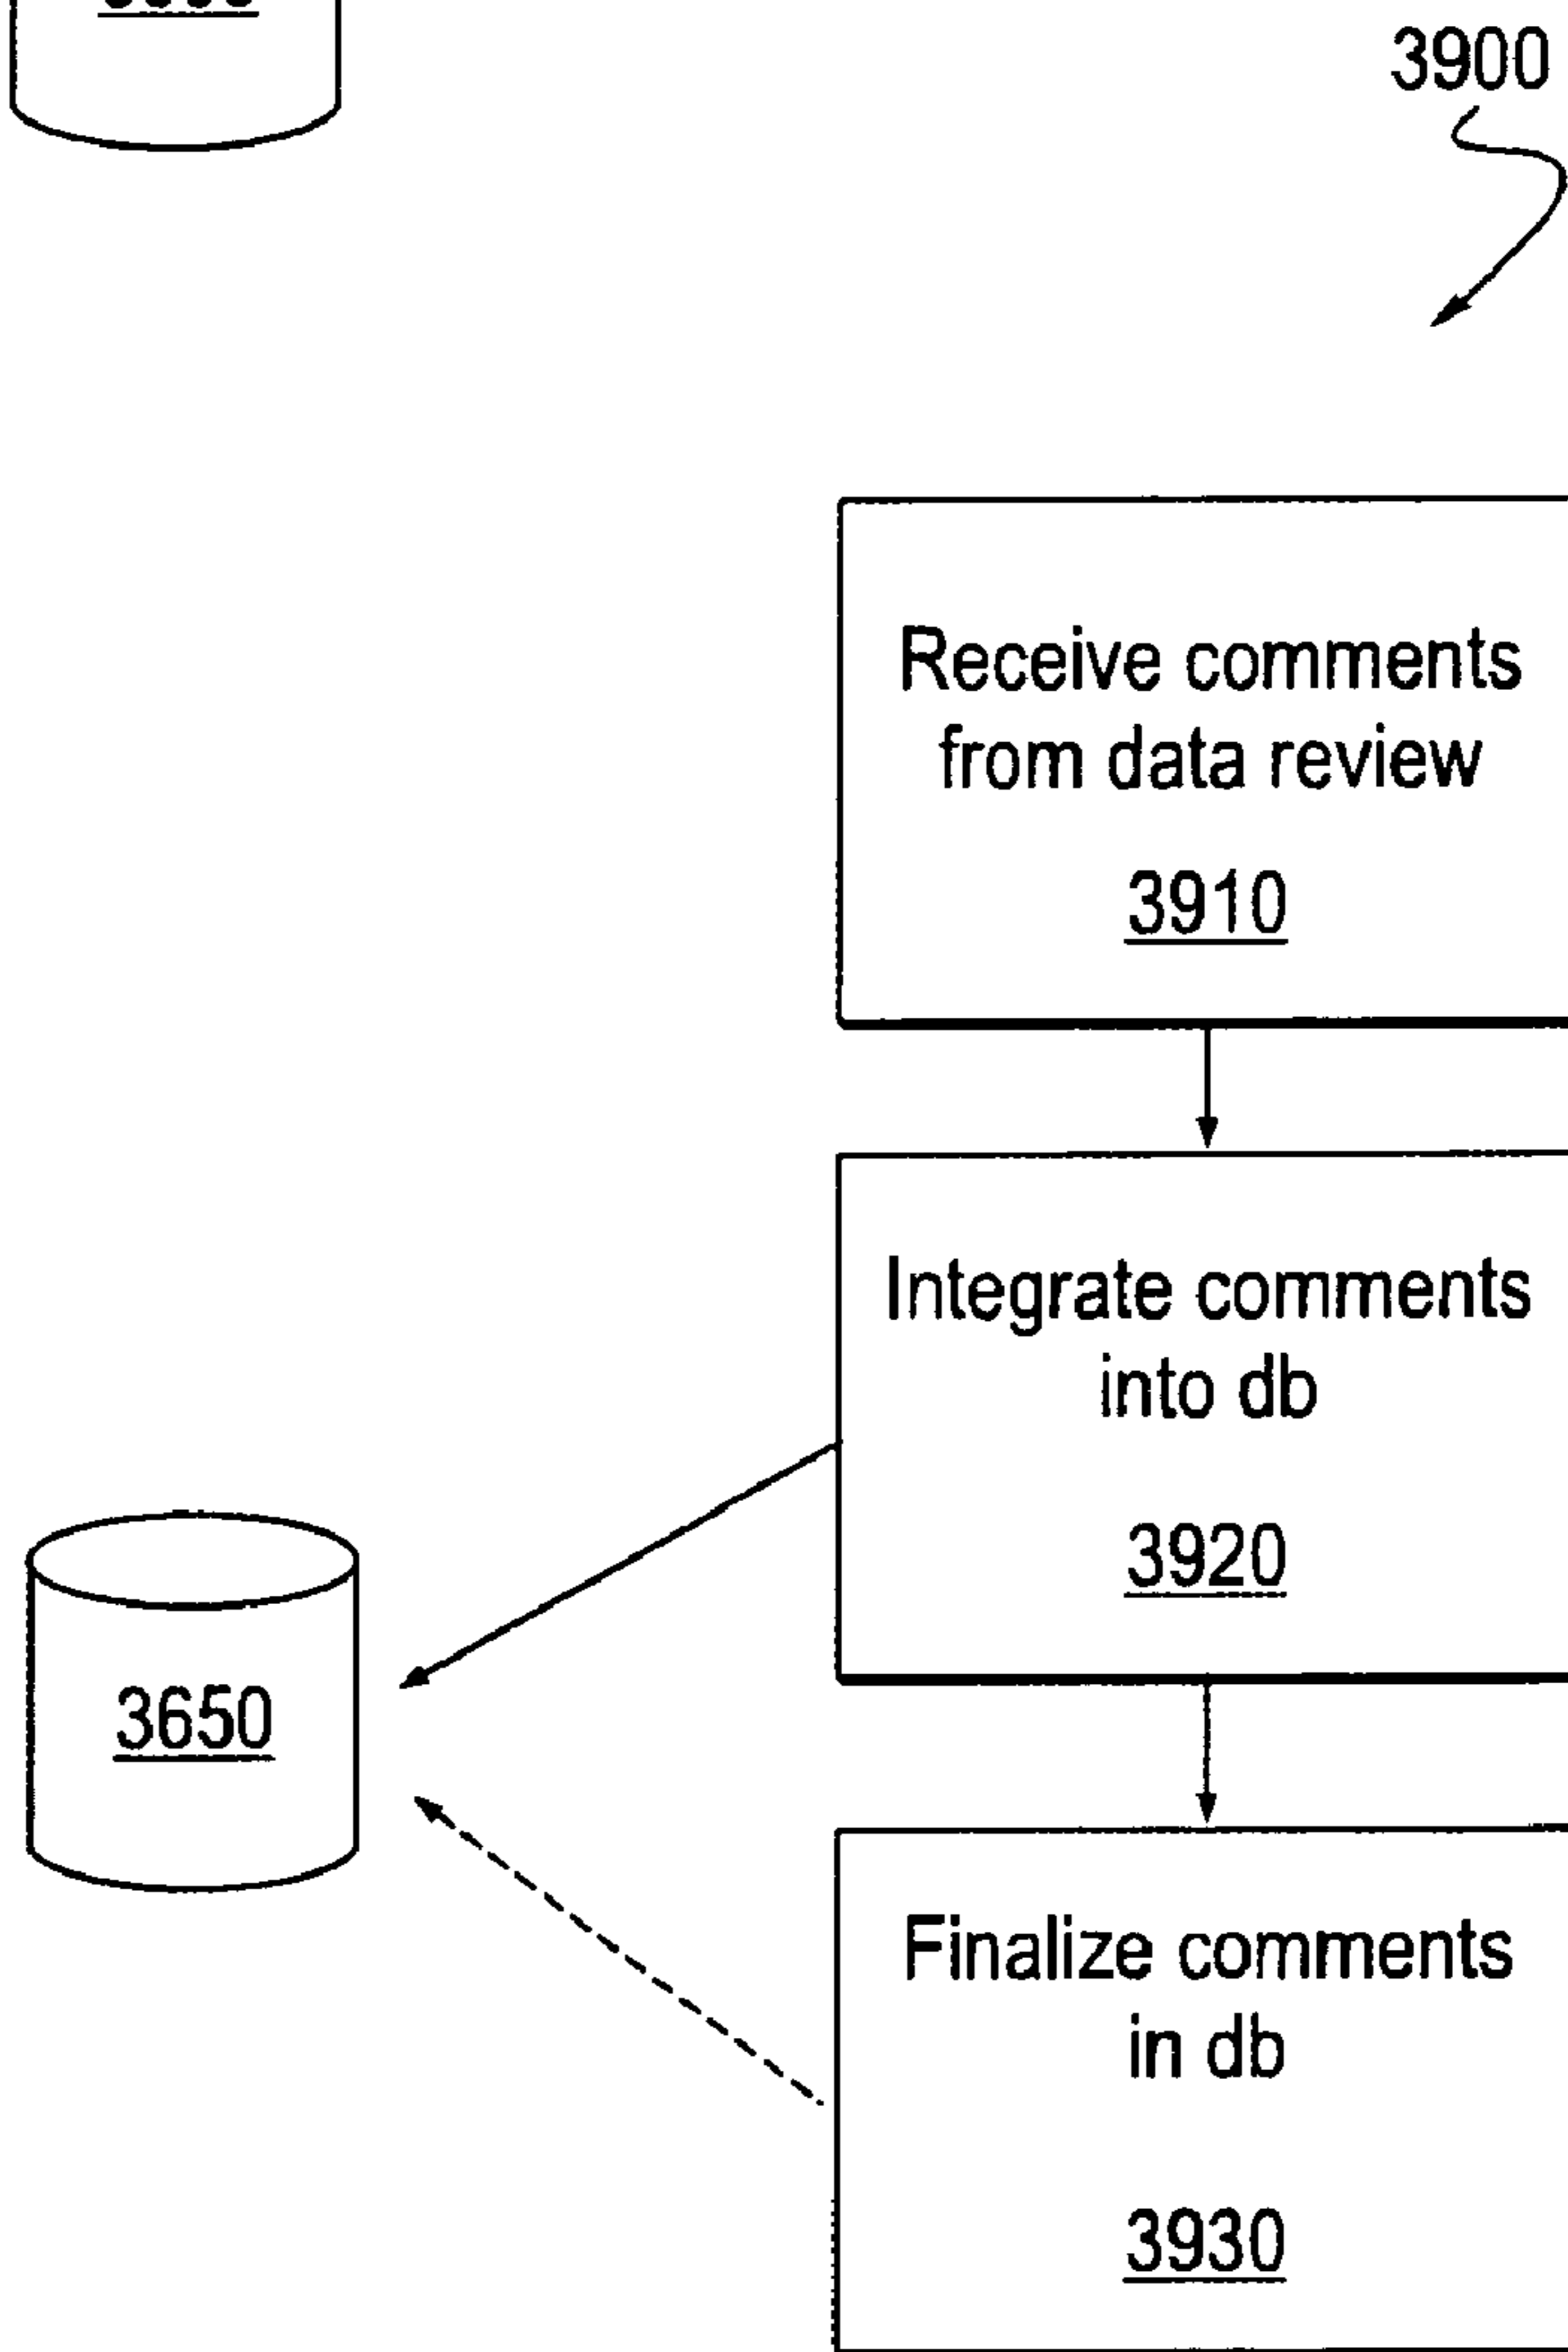 3900
Receive comments
from data review
3910
Integrate comments
into db
3920
3650
Finalize comments
in db
3930